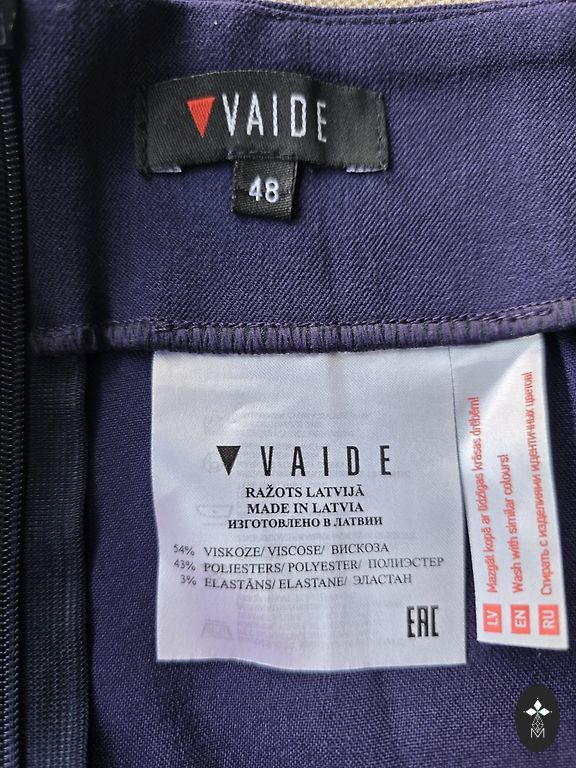 VAIDE
48
VAIDE
RAŽOTS LATVIJĀ
MADE IN LATVIA
ИЗГОТОВЛЕНО В ЛАТВИИ
54% VISKOZE/ VISCOSE/ ВИСКОЗА
43% POLIESTERS/ POLYESTER/ ПОЛИЭСТЕР
3% ELASTĀNS/ ELASTANE/ ЭЛАСТАН
EAC
LV Mazgāt kopā ar līdzīgas krāsas drēbēm!
EN Wash with similar colours!
RU Стирать с изделиями идентичных цветов!
M